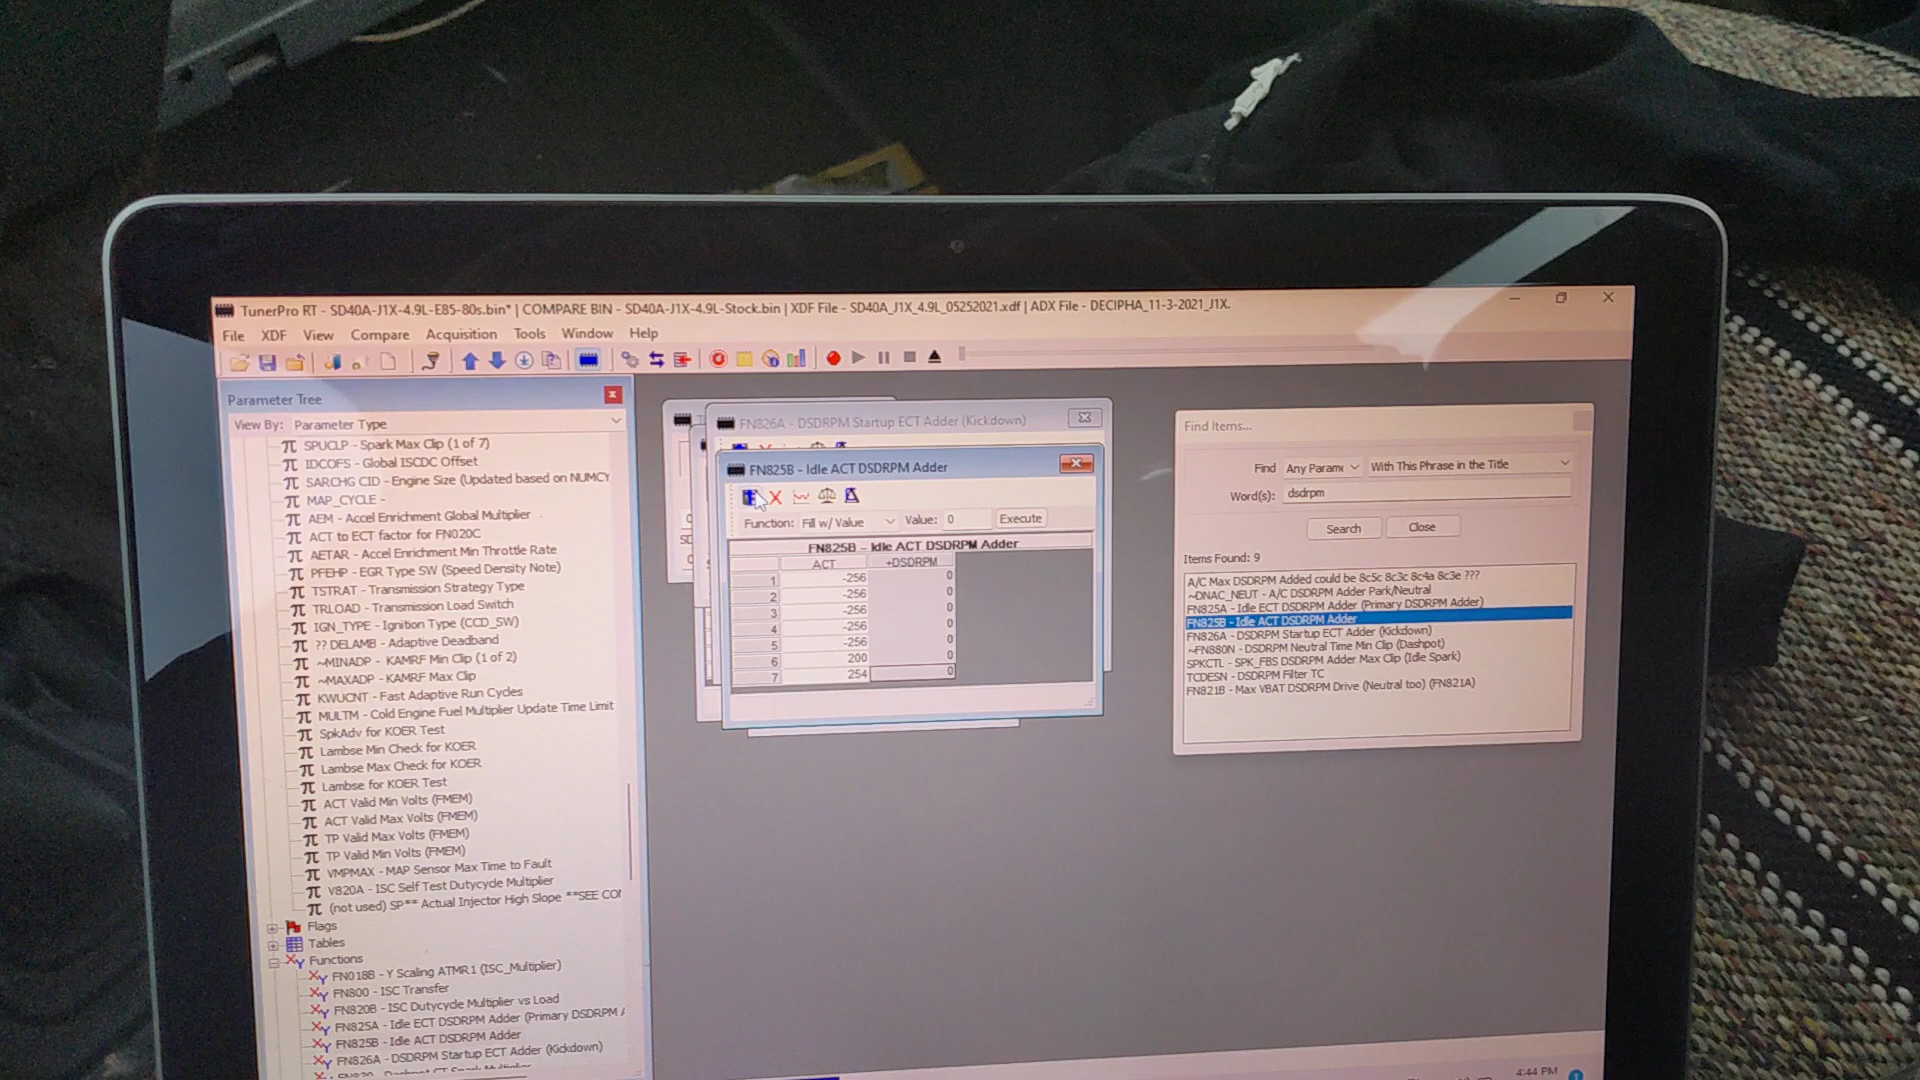 TunerPro RT - SD40A-J1X-4.9L-E85-80s.bin* | COMPARE BIN - SD40A-J1X-4.9L-Stock.bin | XDF File - SD40A_J1X_4.9L_05252021.xdf | ADX File - DECIPHA_11-3-2021_J1X.
File XDF View Compare Acquisition Tools Window Help
Parameter Tree
View By: Parameter Type
SPUCLP - Spark Max Clip (1 of 7)
IDCOFS - Global ISCDC Offset
SARCHG CID - Engine Size (Updated based on NUMCY
MAP_CYCLE -
AEM - Accel Enrichment Global Multiplier
ACT to ECT factor for FN020C
AETAR - Accel Enrichment Min Throttle Rate
PFEHP - EGR Type SW (Speed Density Note)
TSTRAT - Transmission Strategy Type
TRLOAD - Transmission Load Switch
IGN_TYPE - Ignition Type (CCD_SW)
?? DELAMB - Adaptive Deadband
~MINADP - KAMRF Min Clip (1 of 2)
~MAXADP - KAMRF Max Clip
KWUCNT - Fast Adaptive Run Cycles
MULTM - Cold Engine Fuel Multiplier Update Time Limit
SpkAdv for KOER Test
Lambse Min Check for KOER
Lambse Max Check for KOER
Lambse for KOER Test
ACT Valid Min Volts (FMEM)
ACT Valid Max Volts (FMEM)
TP Valid Max Volts (FMEM)
TP Valid Min Volts (FMEM)
VMPMAX - MAP Sensor Max Time to Fault
V820A - ISC Self Test Dutycycle Multiplier
(not used) SP** Actual Injector High Slope **SEE COI
Flags
Tables
Functions
FN018B - Y Scaling ATMR1 (ISC_Multiplier)
FN800 - ISC Transfer
FN820B - ISC Dutycycle Multiplier vs Load
FN825A - Idle ECT DSDRPM Adder (Primary DSDRPM A
FN825B - Idle ACT DSDRPM Adder
FN826A - DSDRPM Startup ECT Adder (Kickdown)
FN826A - DSDRPM Startup ECT Adder (Kickdown)
FN825B - Idle ACT DSDRPM Adder
Function: Fill w/ Value Value: 0 Execute
FN825B - Idle ACT DSDRPM Adder
ACT +DSDRPM
1 -256 0
2 -256 0
3 -256 0
4 -256 0
5 -256 0
6 200 0
7 254 0
Find Items...
Find Any Parame With This Phrase in the Title
Word(s): dsdrpm
Search Close
Items Found: 9
A/C Max DSDRPM Added could be 8c5c 8c3c 8c4a 8c3e ???
~DNAC_NEUT - A/C DSDRPM Adder Park/Neutral
FN825A - Idle ECT DSDRPM Adder (Primary DSDRPM Adder)
FN825B - Idle ACT DSDRPM Adder
FN826A - DSDRPM Startup ECT Adder (Kickdown)
~FN880N - DSDRPM Neutral Time Min Clip (Dashpot)
SPKCTL - SPK_FBS DSDRPM Adder Max Clip (Idle Spark)
TCDESN - DSDRPM Filter TC
FN821B - Max VBAT DSDRPM Drive (Neutral too) (FN821A)
4:44 PM